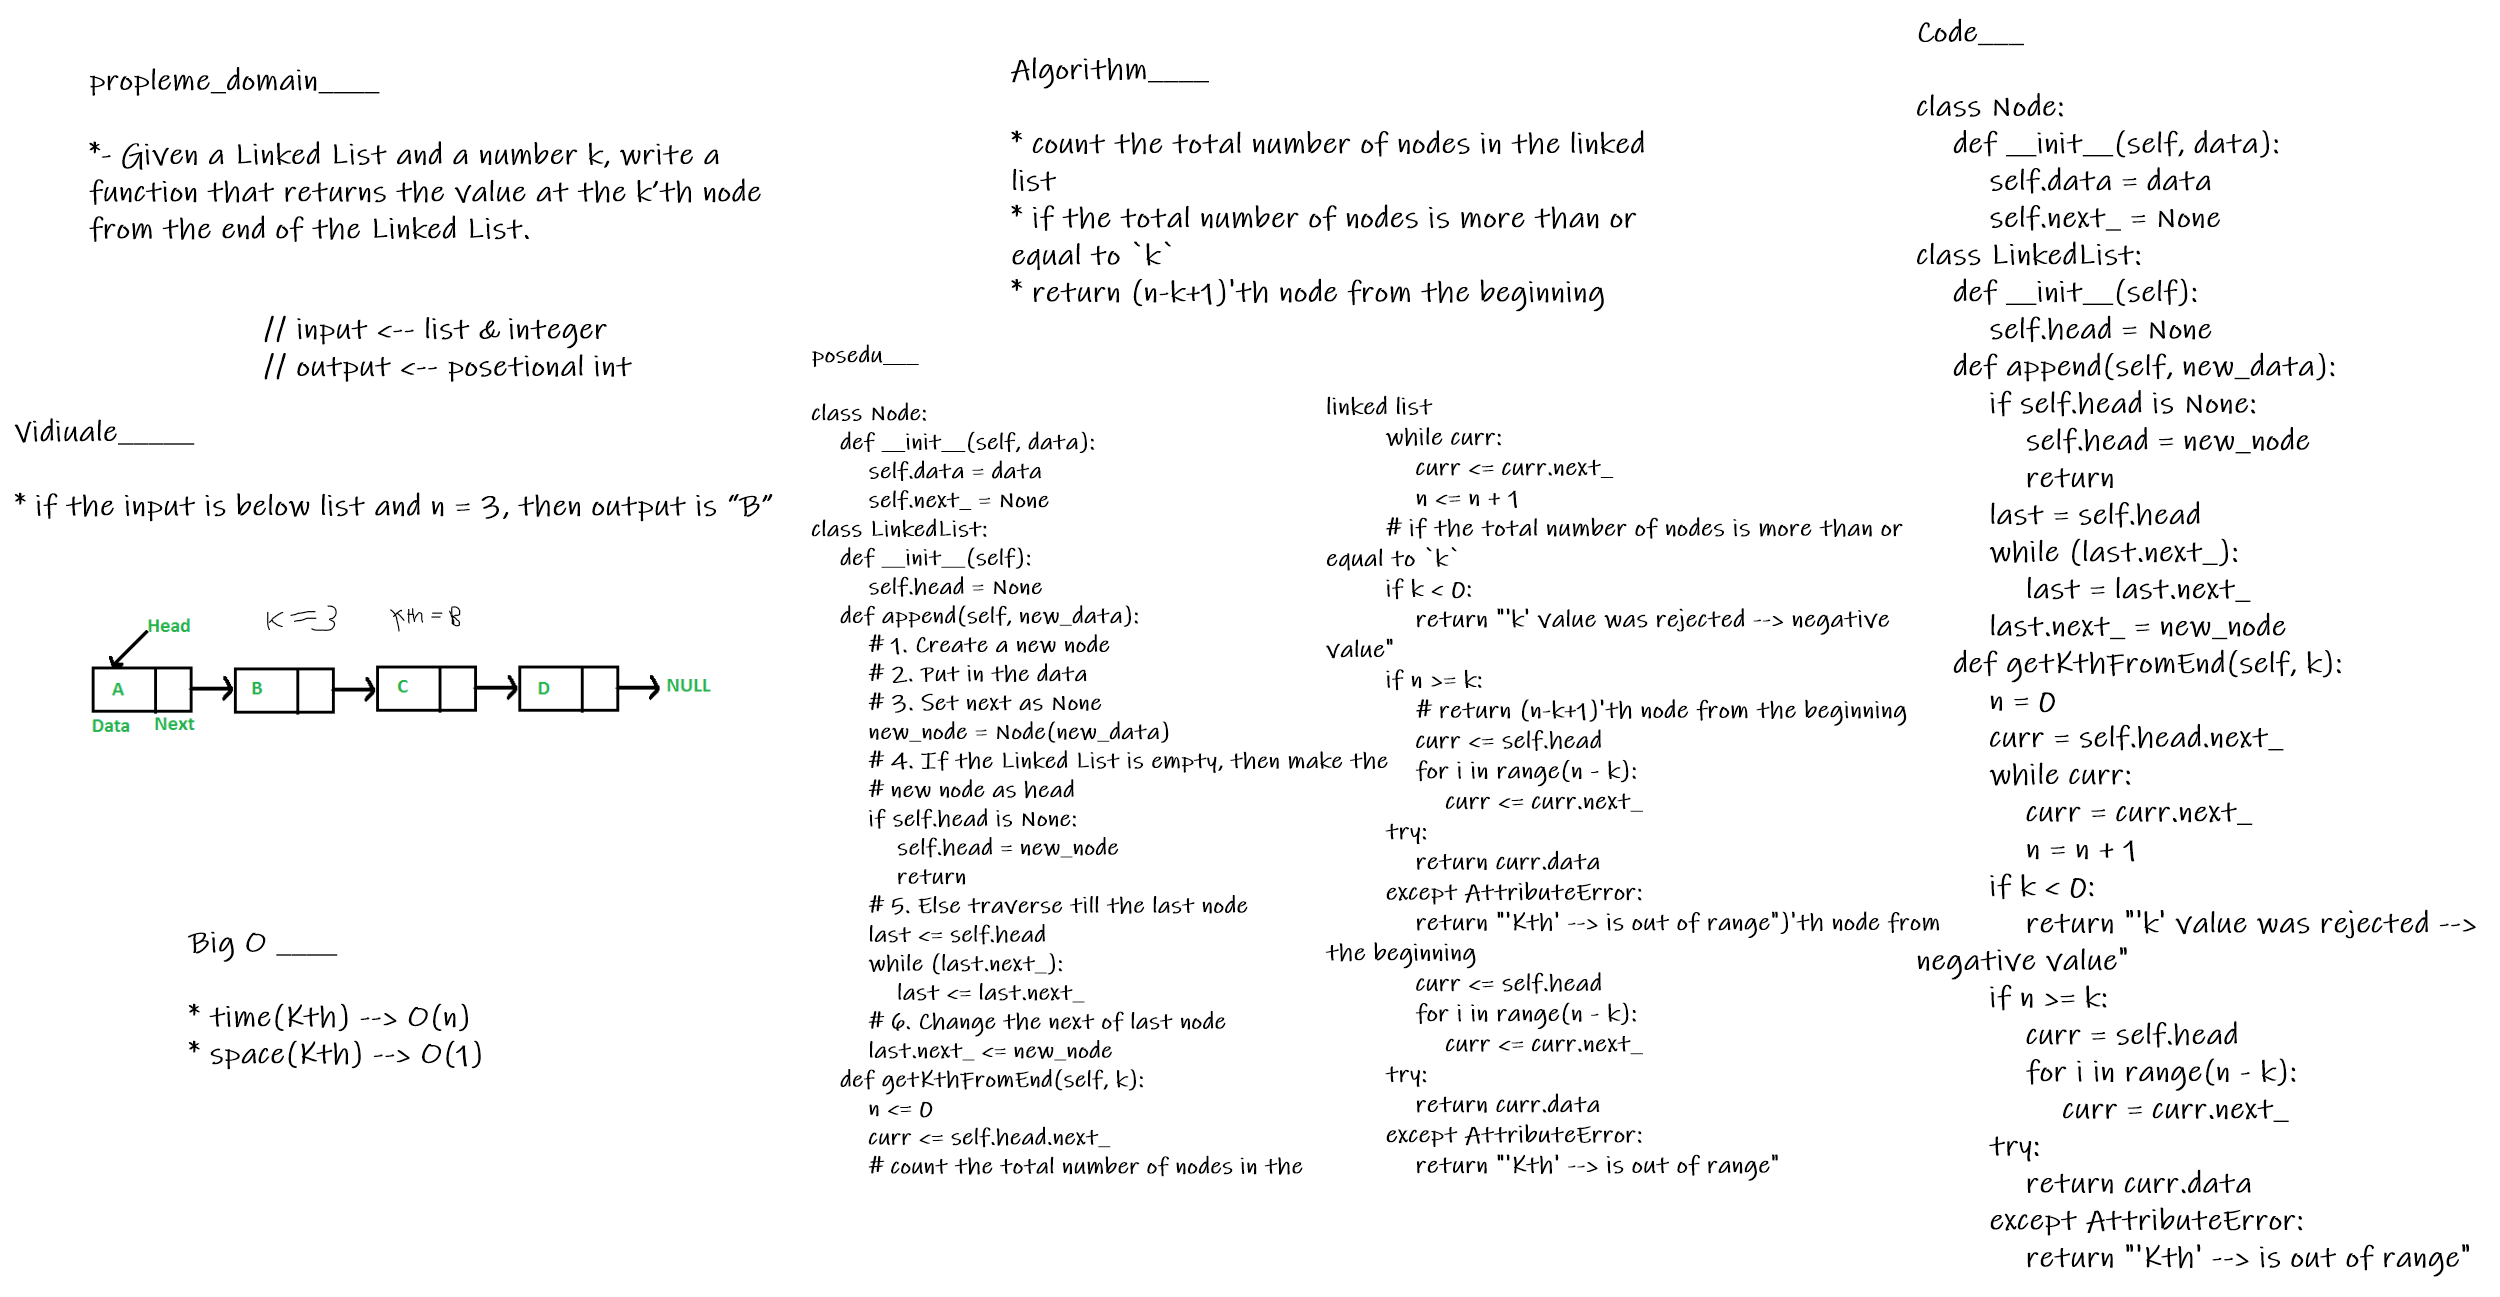 propleme_domain____
*- Given a Linked List and a number k, write a
function that returns the value at the k'th node
from the end of the Linked List.
// input <-- list & integer
// output <-- posetional int
Vidiuale_____
* if the input is below list and n = 3, then output is “B”
K = 3 kth = B
Head
A B C D NULL
Data Next
Big O ____
* time(Kth) --> O(n)
* space(Kth) --> O(1)
Algorithm____
* count the total number of nodes in the linked
list
* if the total number of nodes is more than or
equal to `k`
* return (n-k+1)'th node from the beginning
posedu___
class Node:
def __init__(self, data):
self.data = data
self.next_ = None
class LinkedList:
def __init__(self):
self.head = None
def append(self, new_data):
# 1. Create a new node
# 2. Put in the data
# 3. Set next as None
new_node = Node(new_data)
# 4. If the Linked List is empty, then make the
# new node as head
if self.head is None:
self.head = new_node
return
# 5. Else traverse till the last node
last <= self.head
while (last.next_):
last <= last.next_
# 6. Change the next of last node
last.next_ <= new_node
def getKthFromEnd(self, k):
n <= 0
curr <= self.head.next_
# count the total number of nodes in the
linked list
while curr:
curr <= curr.next_
n <= n + 1
# if the total number of nodes is more than or
equal to `k`
if k < 0:
return "'k' value was rejected --> negative
value"
if n >= k:
# return (n-k+1)'th node from the beginning
curr <= self.head
for i in range(n - k):
curr <= curr.next_
try:
return curr.data
except AttributeError:
return "'Kth' --> is out of range")'th node from
the beginning
curr <= self.head
for i in range(n - k):
curr <= curr.next_
try:
return curr.data
except AttributeError:
return "'Kth' --> is out of range"
Code___
class Node:
def __init__(self, data):
self.data = data
self.next_ = None
class LinkedList:
def __init__(self):
self.head = None
def append(self, new_data):
if self.head is None:
self.head = new_node
return
last = self.head
while (last.next_):
last = last.next_
last.next_ = new_node
def getKthFromEnd(self, k):
n = 0
curr = self.head.next_
while curr:
curr = curr.next_
n = n + 1
if k < 0:
return "'k' value was rejected -->
negative value"
if n >= k:
curr = self.head
for i in range(n - k):
curr = curr.next_
try:
return curr.data
except AttributeError:
return "'Kth' --> is out of range"